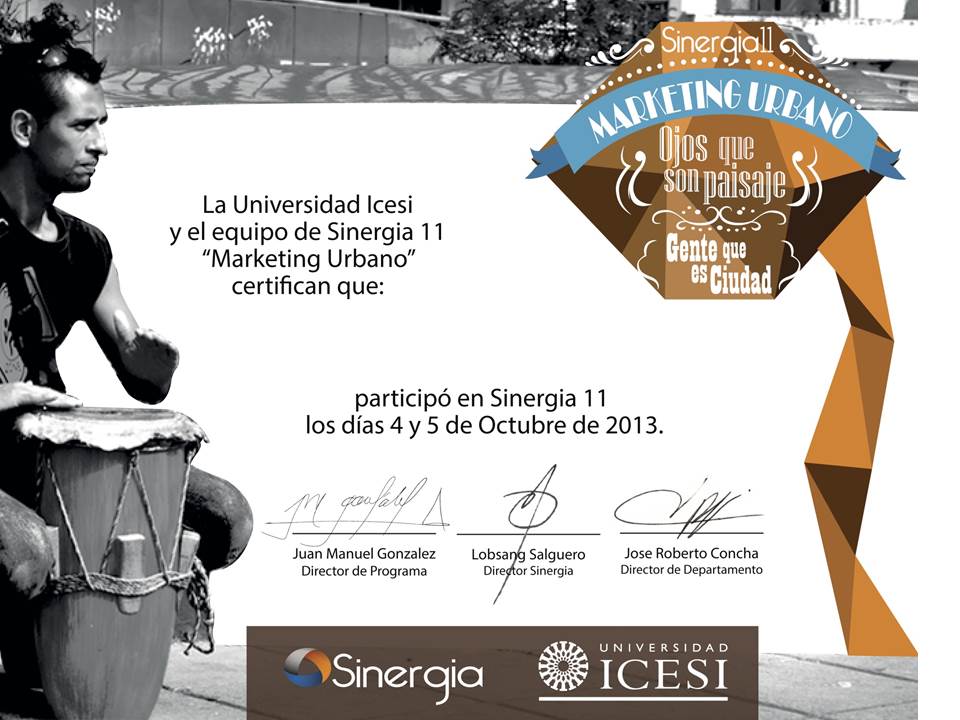 Sinergia11
MARKETING URBANO
Ojos que
son paisaje
Gente que
es Ciudad
La Universidad Icesi
y el equipo de Sinergia 11
“Marketing Urbano”
certifican que:
participó en Sinergia 11
los días 4 y 5 de Octubre de 2013.
Juan Manuel Gonzalez
Director de Programa
Lobsang Salguero
Director Sinergia
Jose Roberto Concha
Director de Departamento
Sinergia
UNIVERSIDAD
ICESI